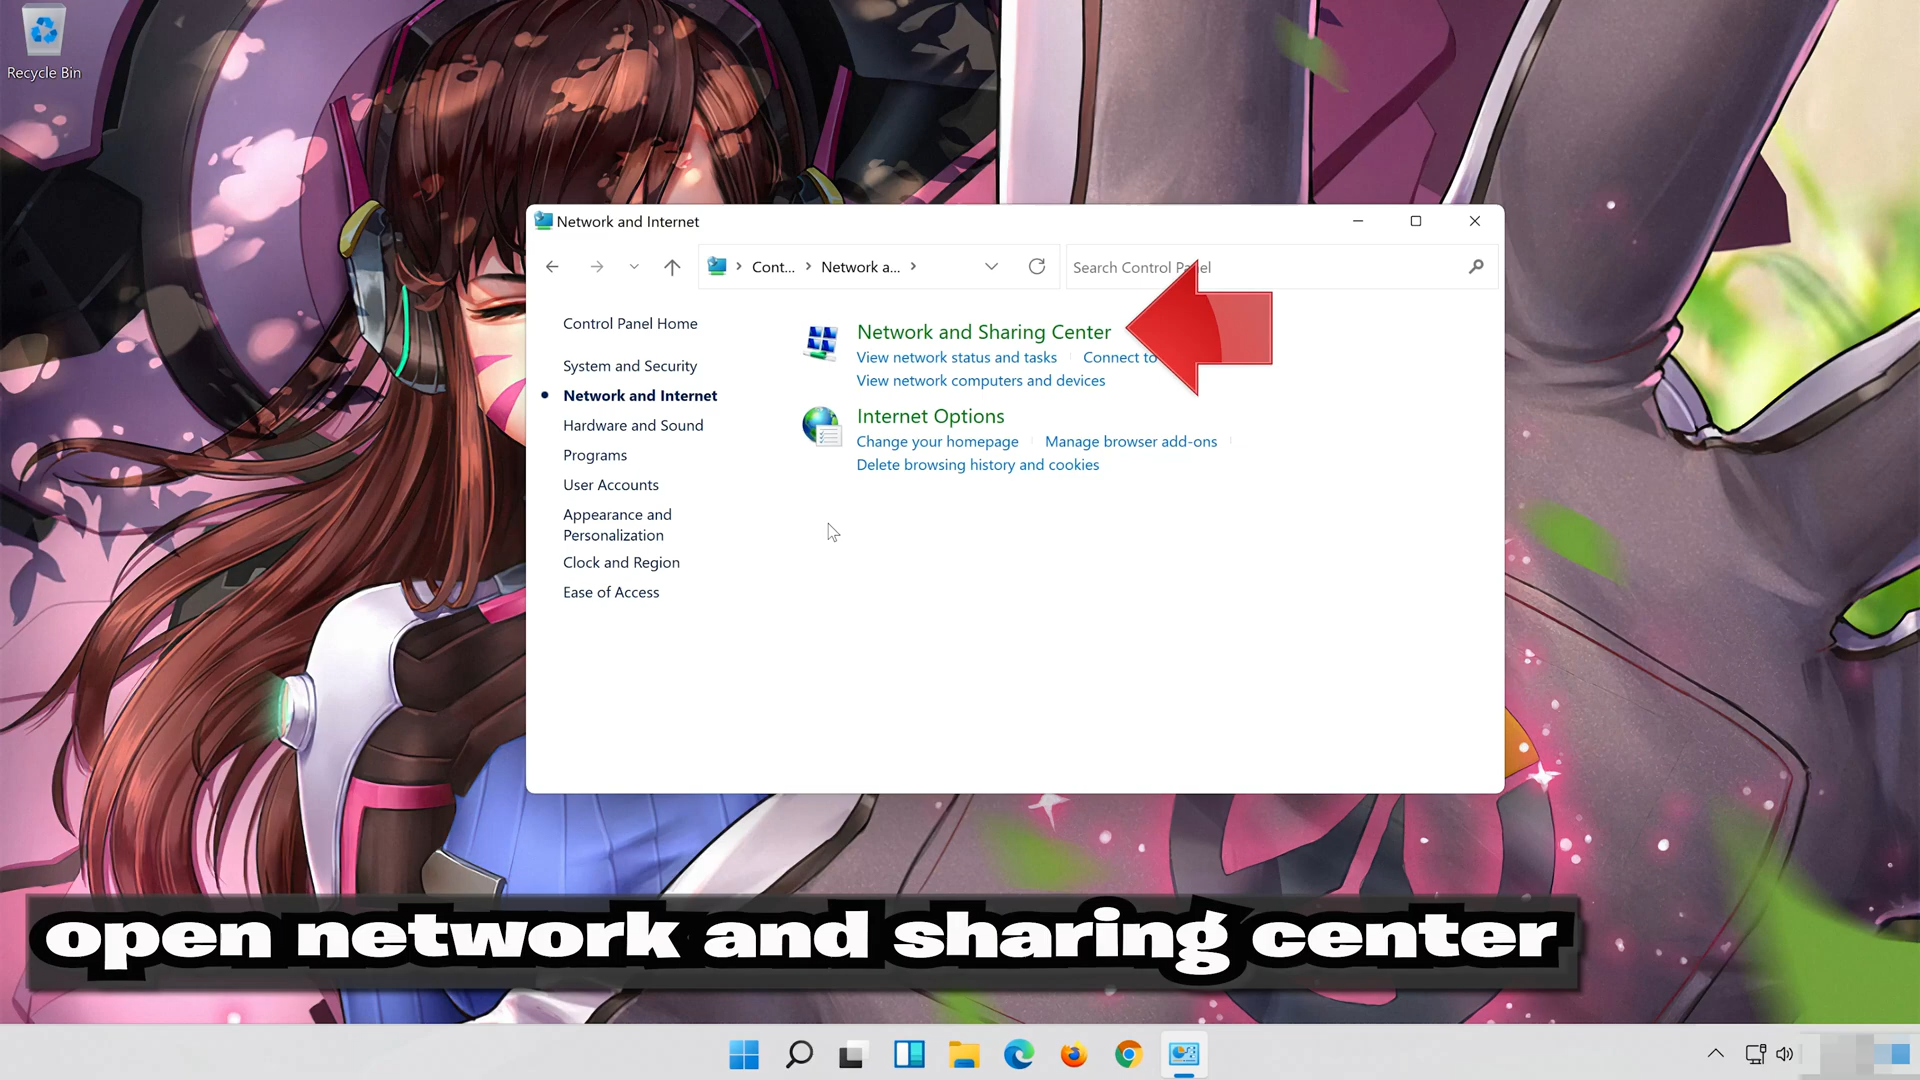 Recycle Bin
Network and Internet
Cont...
Network a...
Search Control Panel
Control Panel Home
System and Security
Network and Internet
Hardware and Sound
Programs
User Accounts
Appearance and
Personalization
Clock and Region
Ease of Access
Network and Sharing Center
View network status and tasks
Connect to
View network computers and devices
Internet Options
Change your homepage
Manage browser add-ons
Delete browsing history and cookies
open network and sharing center